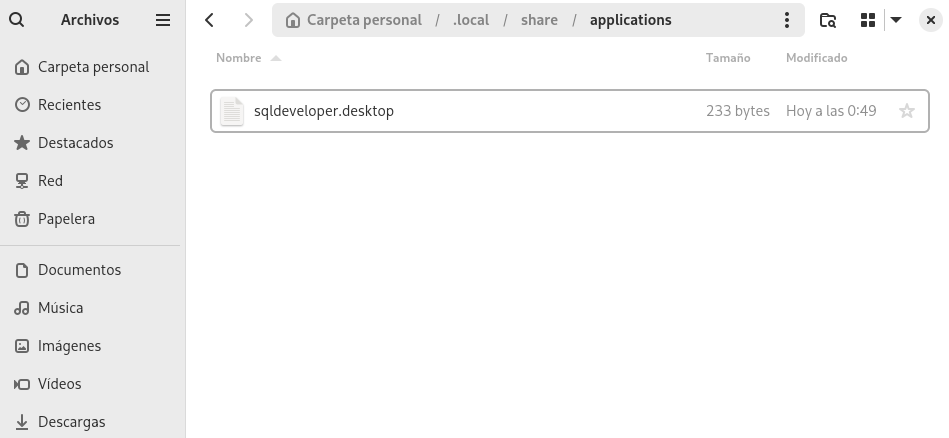 Archivos
Carpeta personal / .local / share / applications
Nombre Tamaño Modificado
sqldeveloper.desktop 233 bytes Hoy a las 0:49
Carpeta personal
Recientes
Destacados
Red
Papelera
Documentos
Música
Imágenes
Vídeos
Descargas